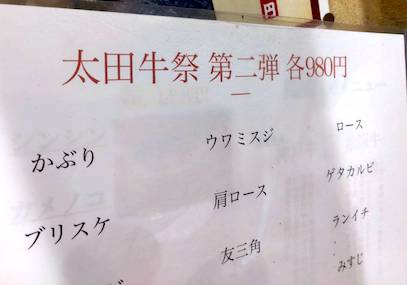 太田牛祭 第二弾 各980円
かぶり
ウワミスジ
ロース
ブリスケ
肩ロース
ゲタカルビ
友三角
ランイチ
みすじ